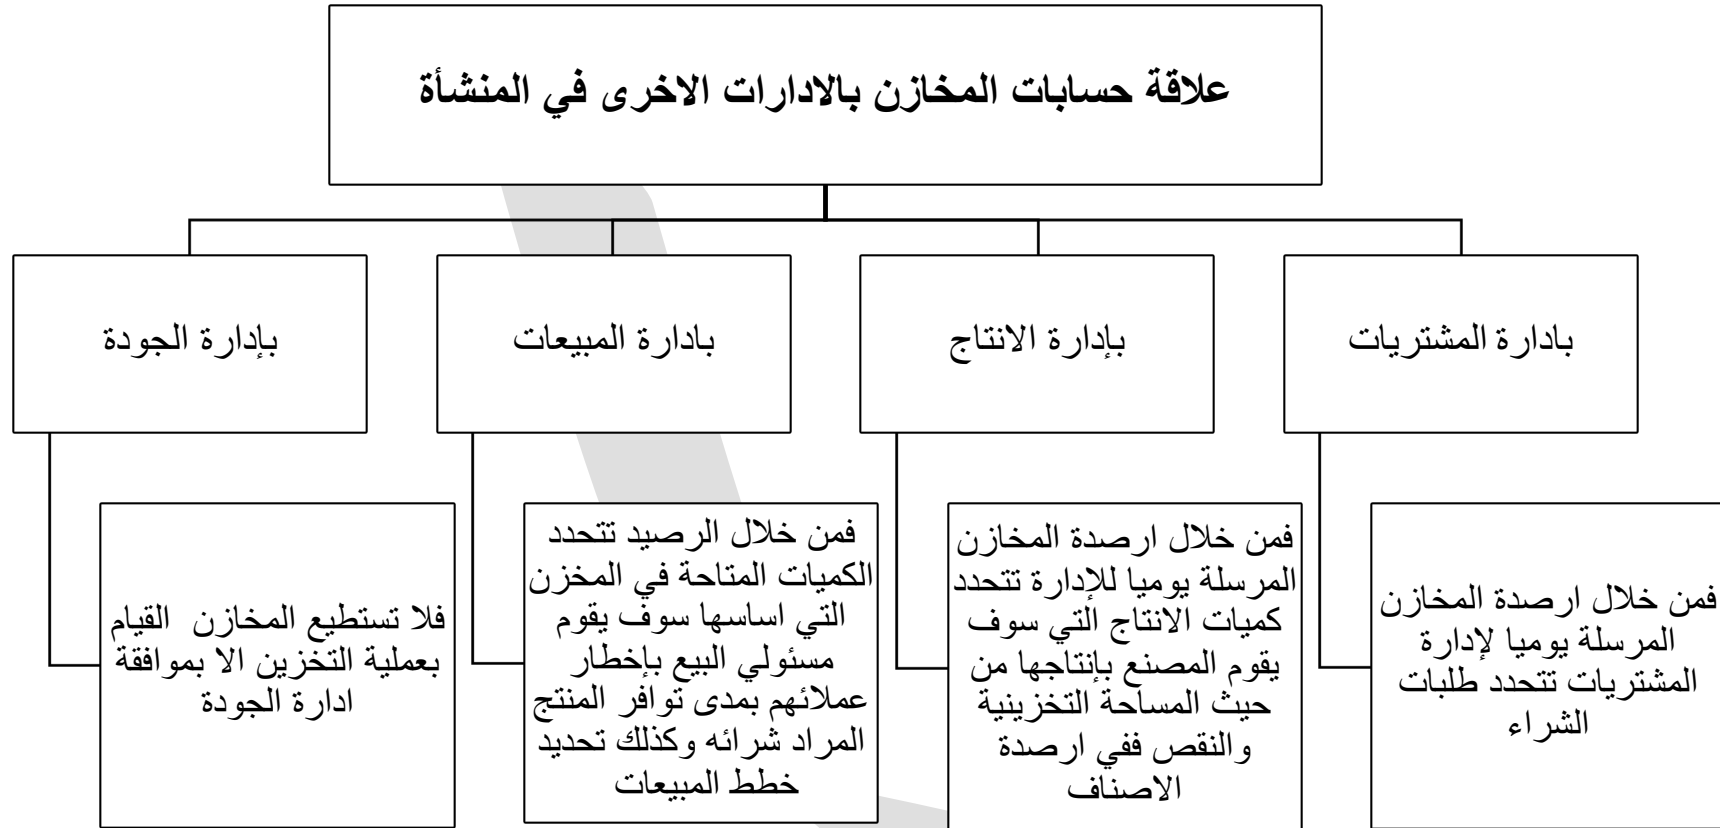 علاقة حسابات المخازن بالادارات الاخرى في المنشأة
بادارة المشتريات
فمن خلال ارصدة المخازن
المرسلة يوميا لإدارة
المشتريات تتحدد طلبات
الشراء
بإدارة الانتاج
فمن خلال ارصدة المخازن
المرسلة يوميا للإدارة تتحدد
كميات الانتاج التي سوف
يقوم المصنع بإنتاجها من
حيث المساحة التخزينية
والنقص ففي ارصدة
الاصناف
بادارة المبيعات
فمن خلال الرصيد تتحدد
الكميات المتاحة في المخزن
التي اساسها سوف يقوم
مسئولي البيع بإخطار
عملائهم بمدى توافر المنتج
المراد شرائه وكذلك تحديد
خطط المبيعات
بإدارة الجودة
فلا تستطيع المخازن القيام
بعملية التخزين الا بموافقة
ادارة الجودة